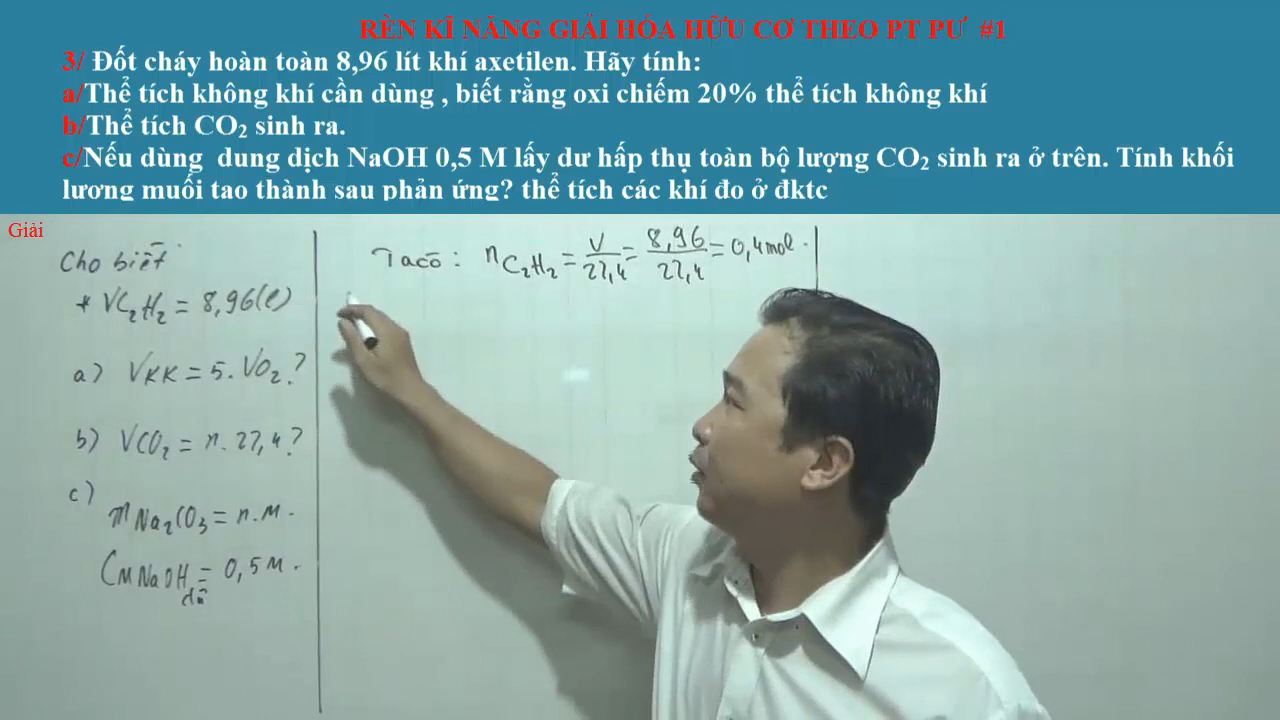 RÈN KĨ NĂNG GIẢI HÓA HỮU CƠ THEO PT PƯ #1
3/ Đốt cháy hoàn toàn 8,96 lít khí axetilen. Hãy tính:
a/Thể tích không khí cần dùng , biết rằng oxi chiếm 20% thể tích không khí
b/Thể tích CO₂ sinh ra.
c/Nếu dùng dung dịch NaOH 0,5 M lấy dư hấp thụ toàn bộ lượng CO₂ sinh ra ở trên. Tính khối
lượng muối tạo thành sau phản ứng? thể tích các khí đo ở đktc
Giải
Cho biết
* VC₂H₂ = 8,96(l)
a) VKK = 5. VO₂ ?
b) VCO₂ = n. 22,4 ?
c)
mNa₂CO₃ = n.M.
CM NaOH = 0,5M.
dư
Ta có : nC₂H₂ = V/22,4 = 8,96/22,4 = 0,4 mol.